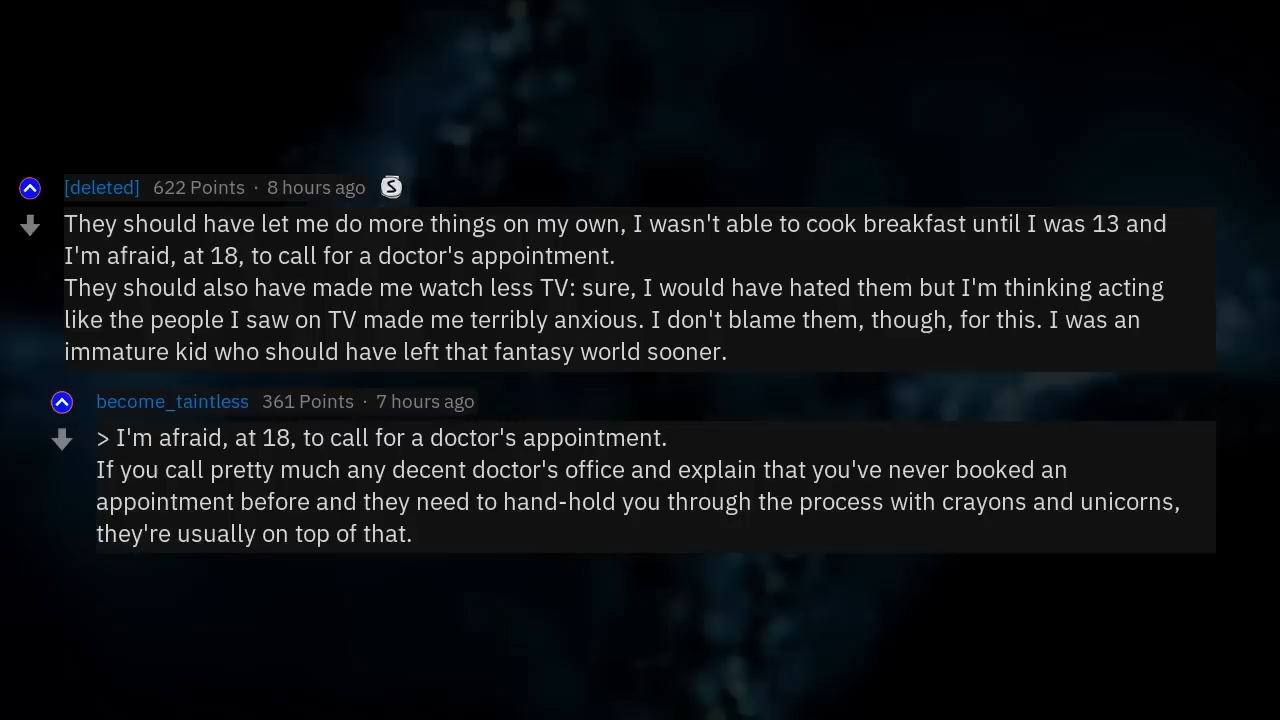 [deleted] 622 Points · 8 hours ago S
They should have let me do more things on my own, I wasn't able to cook breakfast until I was 13 and
I'm afraid, at 18, to call for a doctor's appointment.
They should also have made me watch less TV: sure, I would have hated them but I'm thinking acting
like the people I saw on TV made me terribly anxious. I don't blame them, though, for this. I was an
immature kid who should have left that fantasy world sooner.
become_taintless 361 Points · 7 hours ago
> I'm afraid, at 18, to call for a doctor's appointment.
If you call pretty much any decent doctor's office and explain that you've never booked an
appointment before and they need to hand-hold you through the process with crayons and unicorns,
they're usually on top of that.